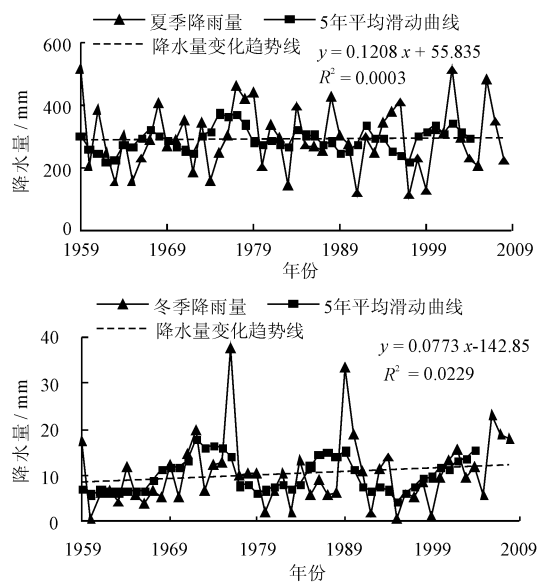 夏季降雨量 5年平均滑动曲线
降水量变化趋势线
y = 0.1208 x + 55.835
R² = 0.0003
降水量 / mm
600
400
200
0
1959 1969 1979 1989 1999 2009
年份
冬季降雨量 5年平均滑动曲线
降水量变化趋势线
y = 0.0773 x-142.85
R² = 0.0229
降水量 / mm
40
30
20
10
0
1959 1969 1979 1989 1999 2009
年份